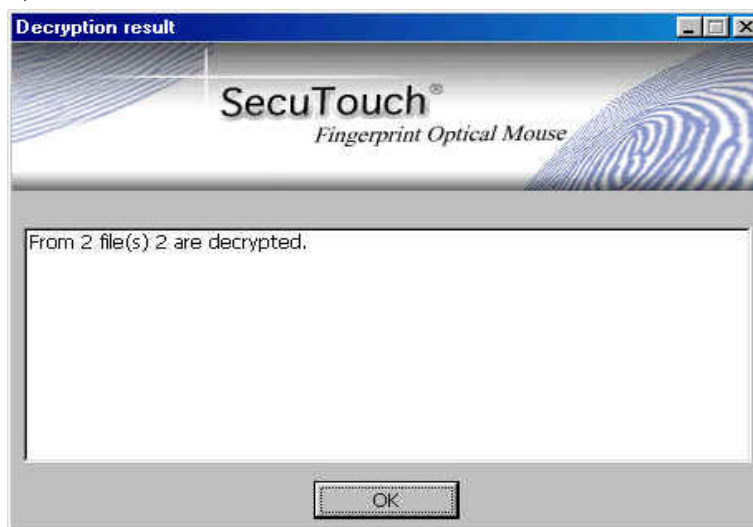 Decryption result
SecuTouch®
Fingerprint Optical Mouse
From 2 file(s) 2 are decrypted.
OK